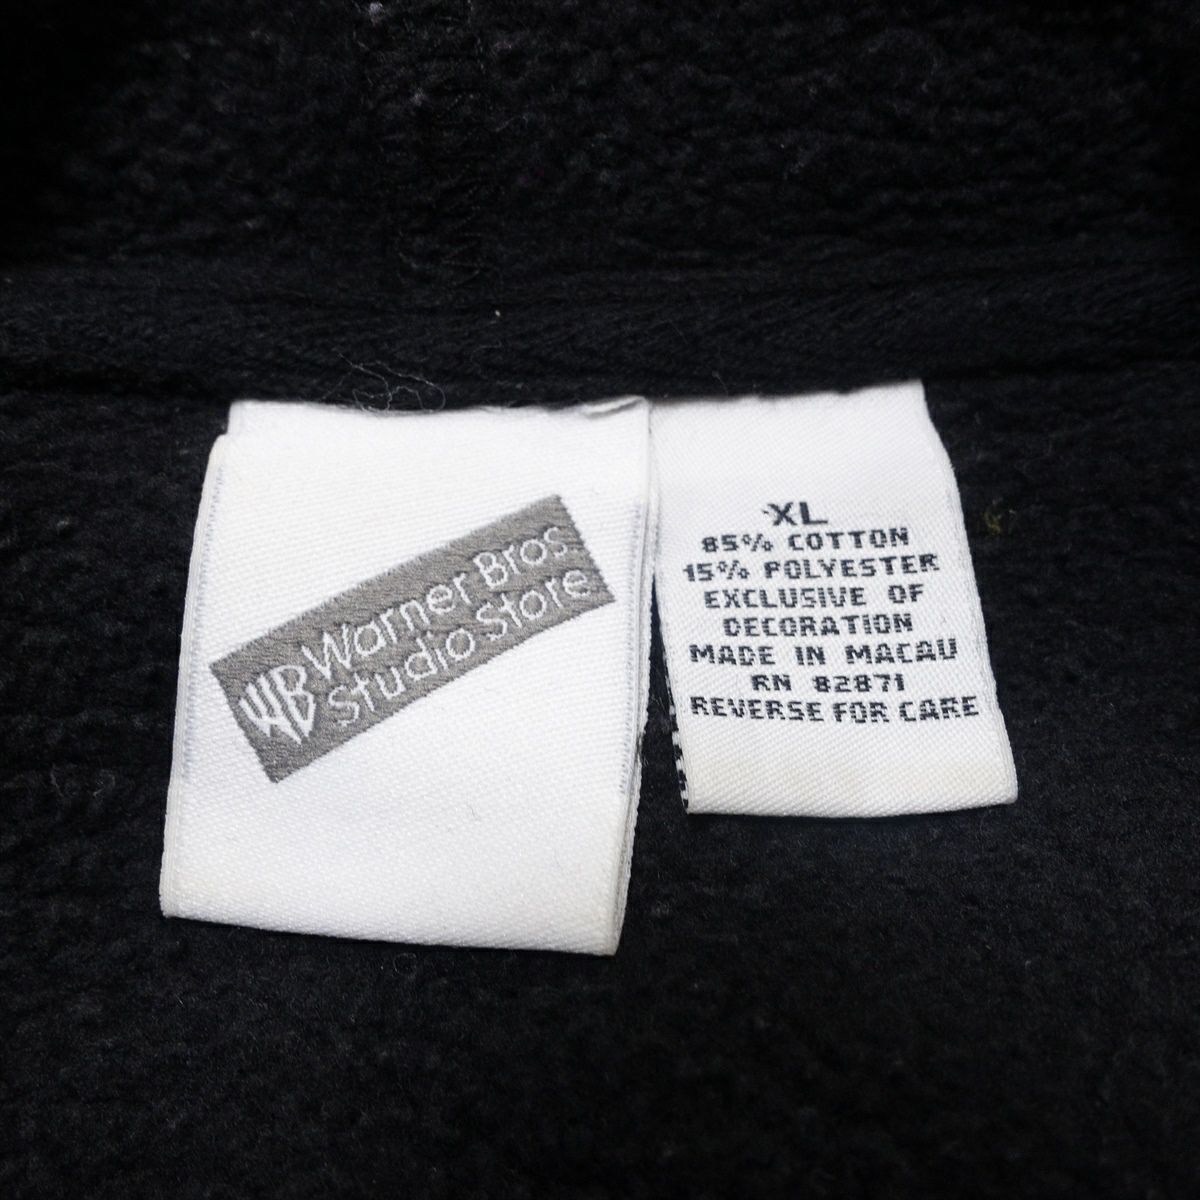 WB Warner Bros.
Studio Store
XL
85% COTTON
15% POLYESTER
EXCLUSIVE OF
DECORATION
MADE IN MACAU
RN 82871
REVERSE FOR CARE